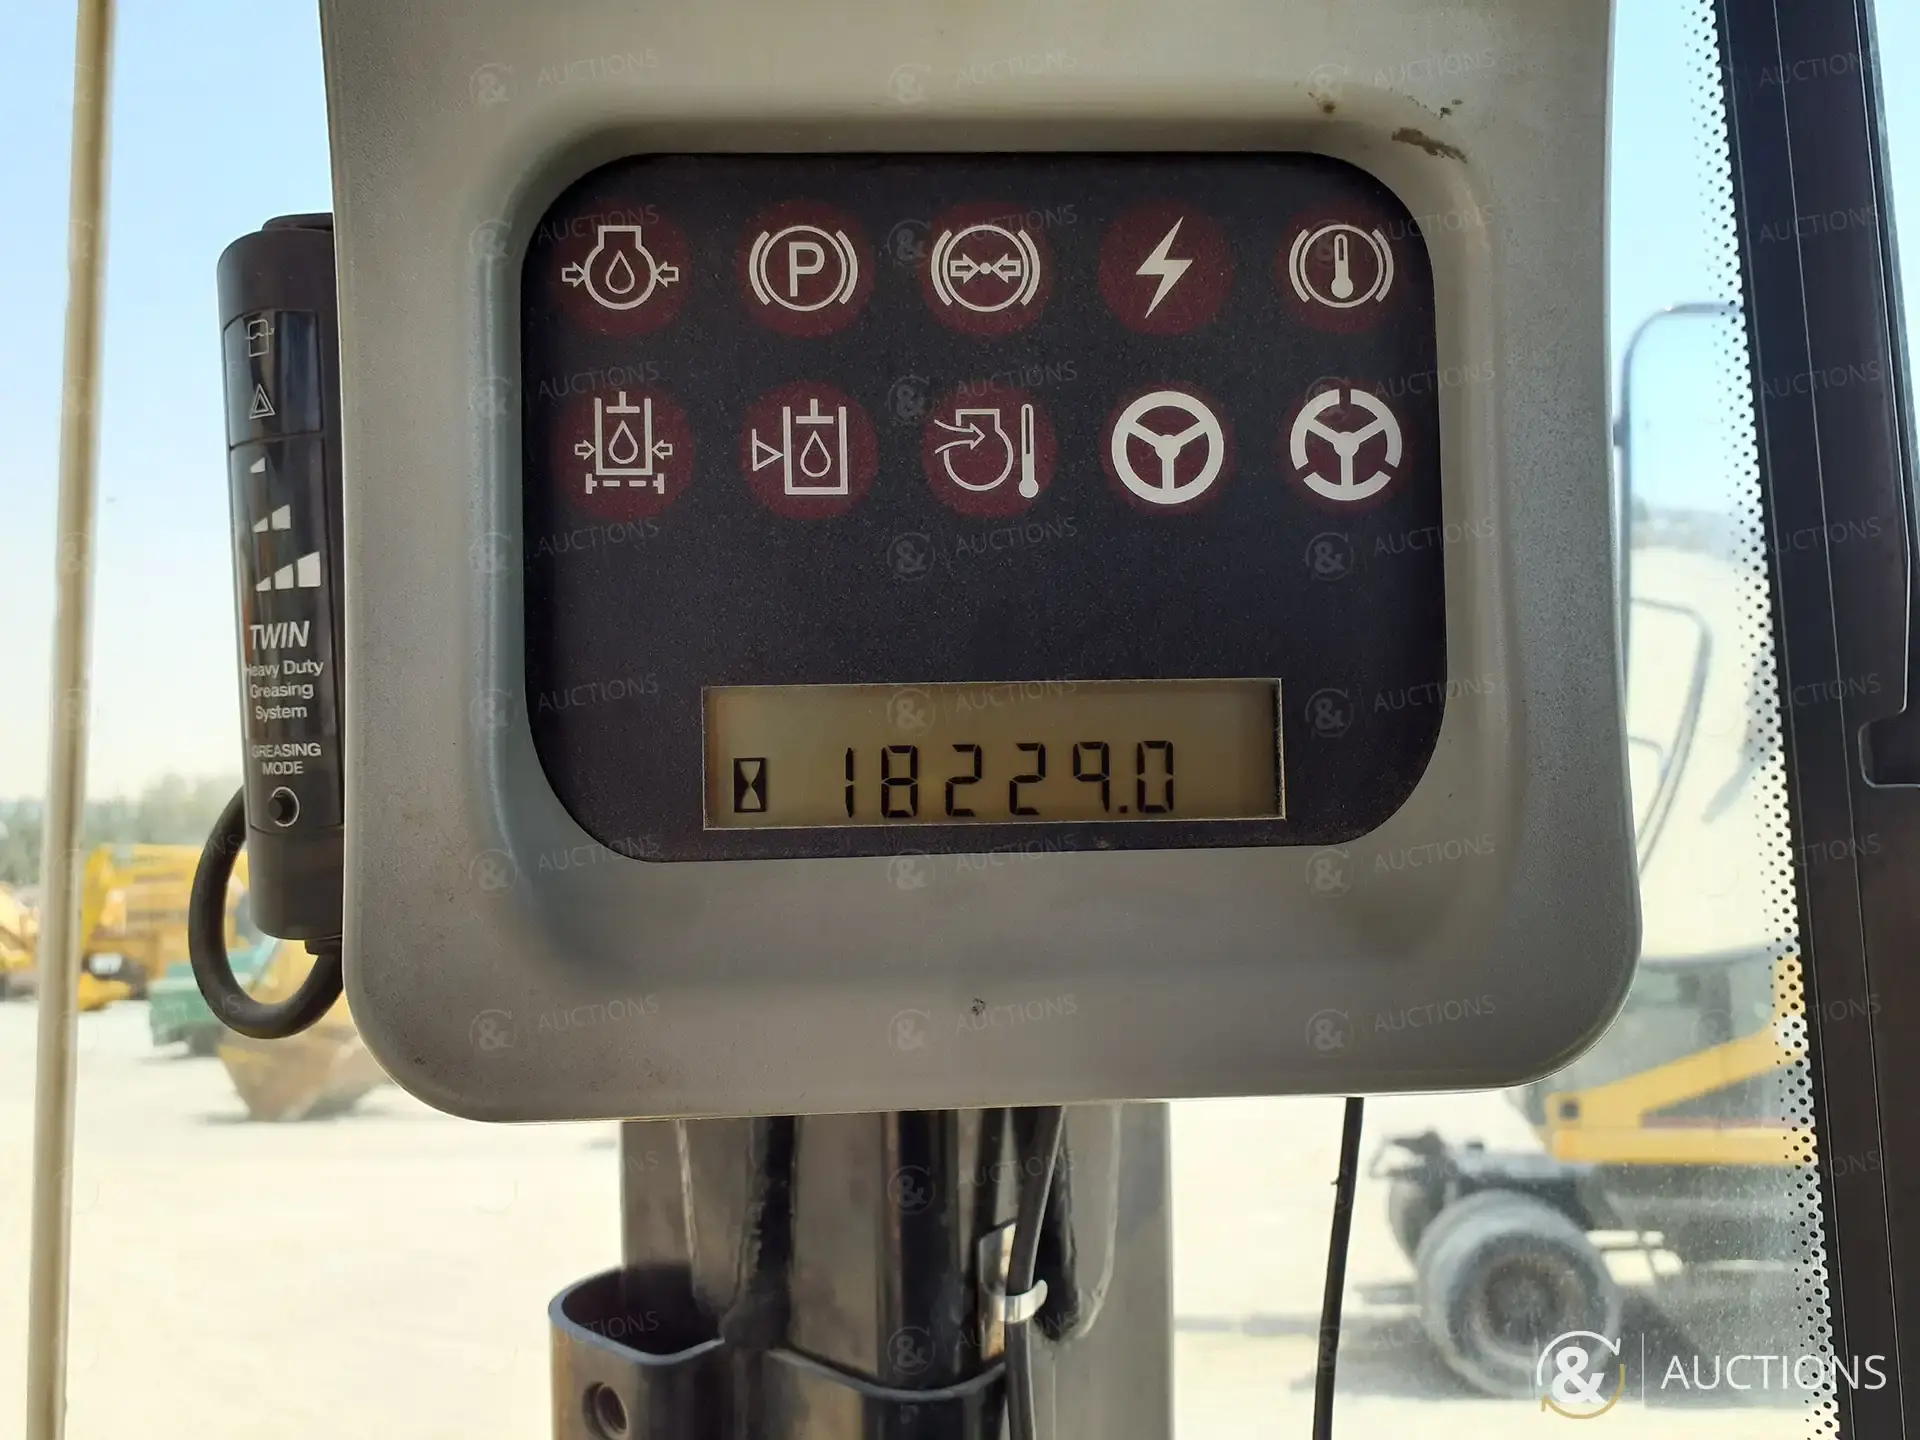 P
18229.0
TWIN
Heavy Duty
Greasing
System
GREASING
MODE
& AUCTIONS